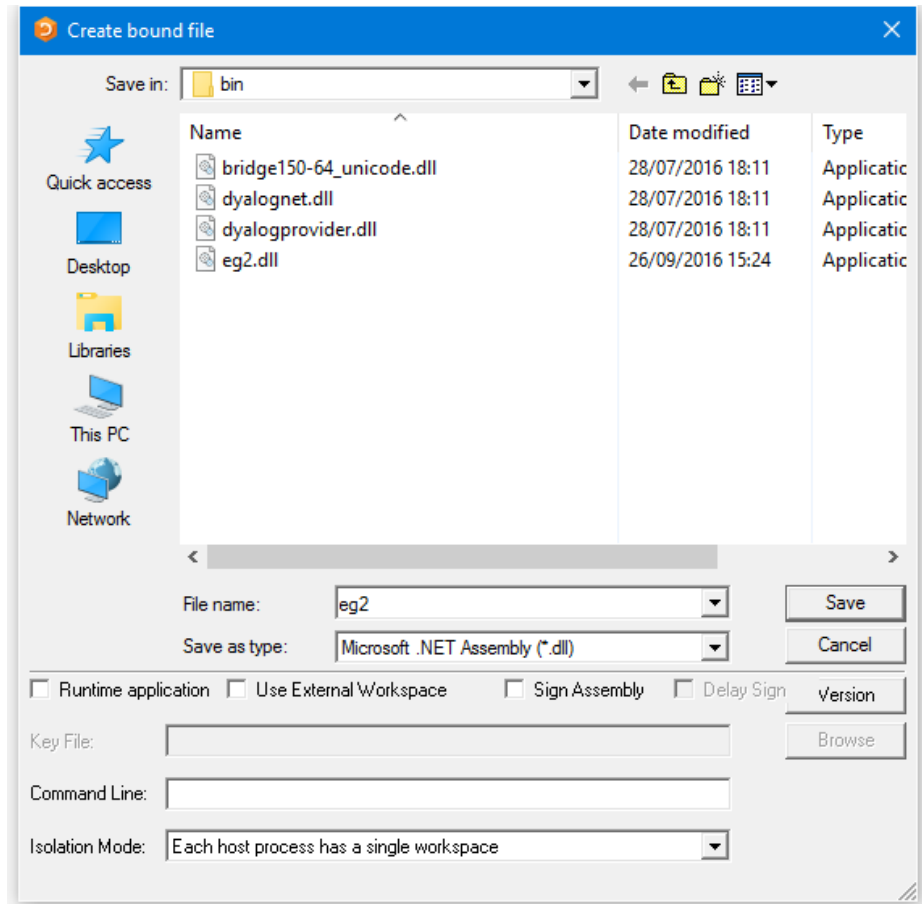 Create bound file
Save in: bin
Name Date modified Type
bridge150-64_unicode.dll 28/07/2016 18:11 Applicatic
dyalognet.dll 28/07/2016 18:11 Applicatic
dyalogprovider.dll 28/07/2016 18:11 Applicatic
eg2.dll 26/09/2016 15:24 Applicatic
Quick access
Desktop
Libraries
This PC
Network
File name: eg2 Save
Save as type: Microsoft .NET Assembly (*.dll) Cancel
Runtime application Use External Workspace Sign Assembly Delay Sign Version
Key File: Browse
Command Line:
Isolation Mode: Each host process has a single workspace